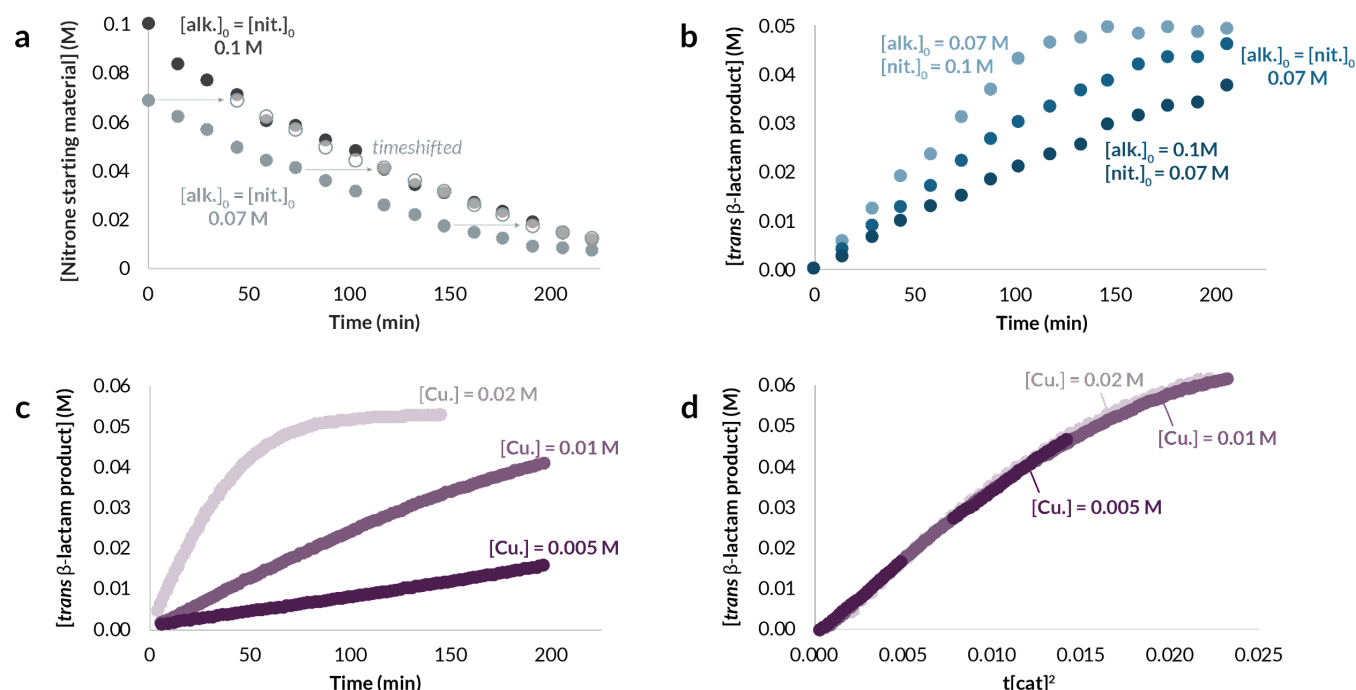 a
[Nitrone starting material] (M)
0.1
0.08
0.06
0.04
0.02
0
[alk.]₀ = [nit.]₀
0.1 M
timeshifted
[alk.]₀ = [nit.]₀
0.07 M
0 50 100 150 200
Time (min)
b
[trans β-lactam product] (M)
0.05
0.04
0.03
0.02
0.01
0.00
[alk.]₀ = 0.07 M
[nit.]₀ = 0.1 M
[alk.]₀ = [nit.]₀
0.07 M
[alk.]₀ = 0.1M
[nit.]₀ = 0.07 M
0 50 100 150 200
Time (min)
c
[trans β-lactam product] (M)
0.06
0.05
0.04
0.03
0.02
0.01
0.00
[Cu.] = 0.02 M
[Cu.] = 0.01 M
[Cu.] = 0.005 M
0 50 100 150 200
Time (min)
d
[trans β-lactam product] (M)
0.06
0.05
0.04
0.03
0.02
0.01
0.00
[Cu.] = 0.02 M
[Cu.] = 0.01 M
[Cu.] = 0.005 M
0.000 0.005 0.010 0.015 0.020 0.025
t[cat]²